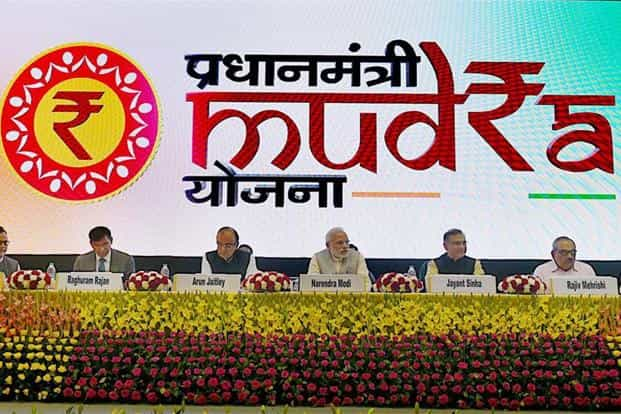 प्रधानमंत्री
mudra
योजना
Raghuram Rajan
Arun Jaitley
Narendra Modi
Jayant Sinha
Rajiv Mehrishi